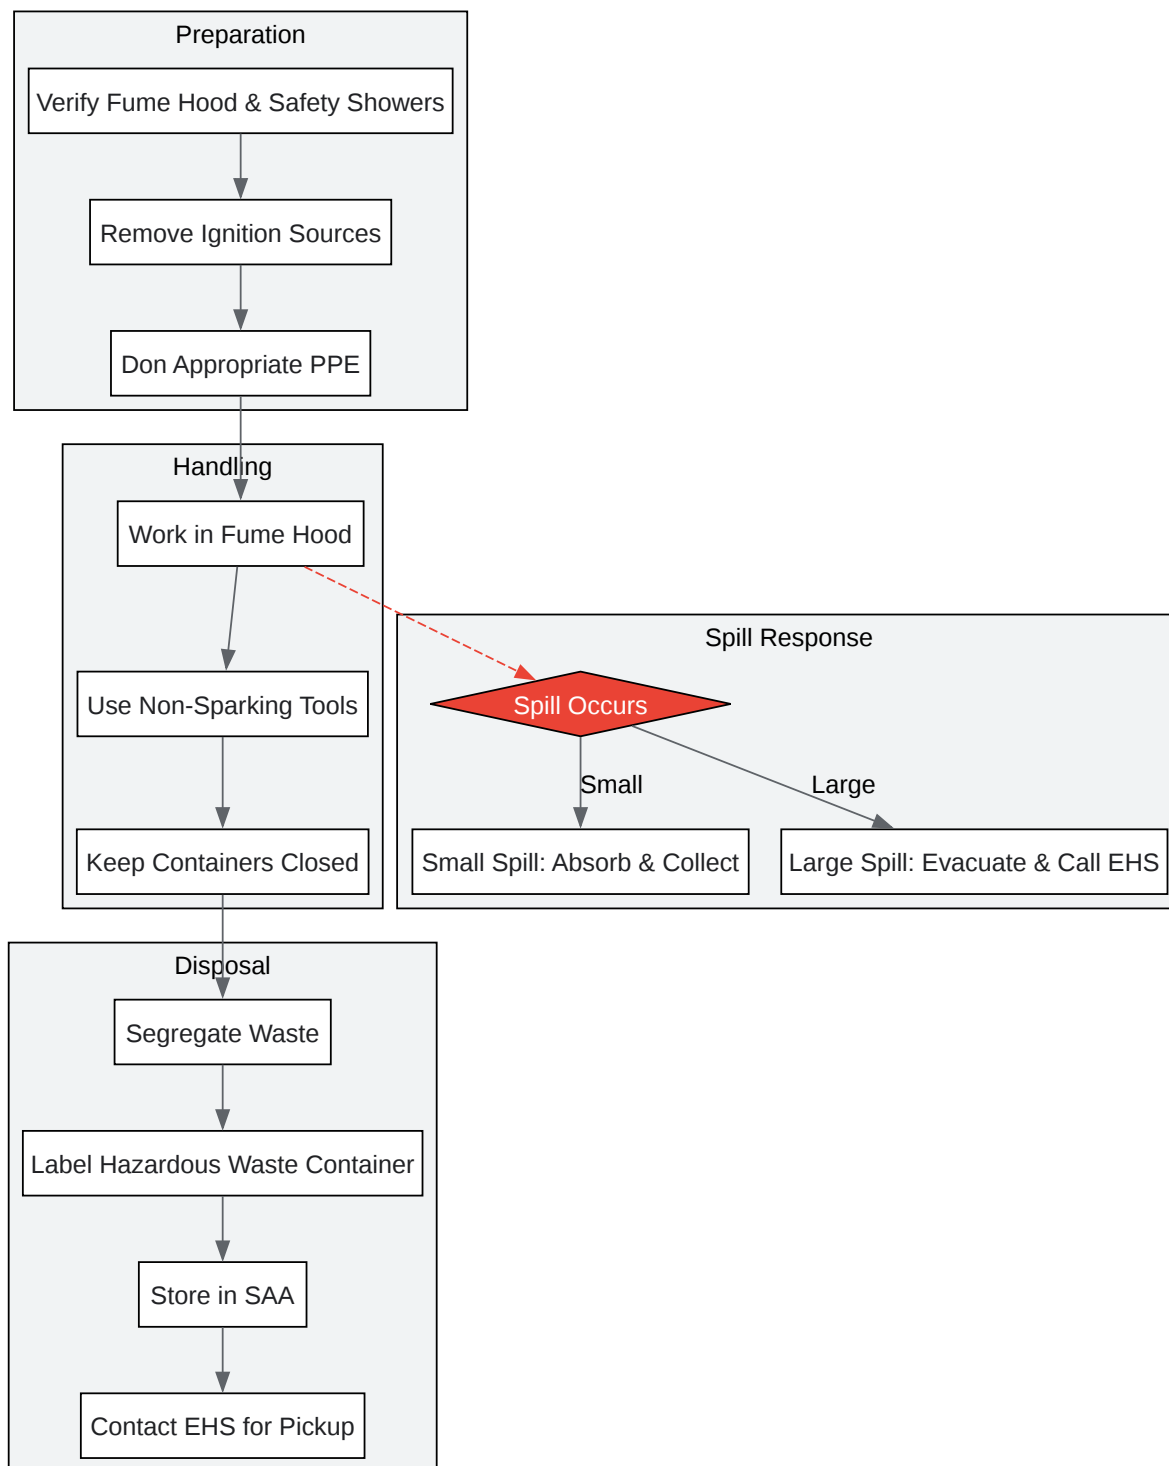 Preparation
Verify Fume Hood & Safety Showers
Remove Ignition Sources
Don Appropriate PPE
Handling
Work in Fume Hood
Use Non-Sparking Tools
Keep Containers Closed
Spill Response
Spill Occurs
Small
Large
Small Spill: Absorb & Collect
Large Spill: Evacuate & Call EHS
Disposal
Segregate Waste
Label Hazardous Waste Container
Store in SAA
Contact EHS for Pickup